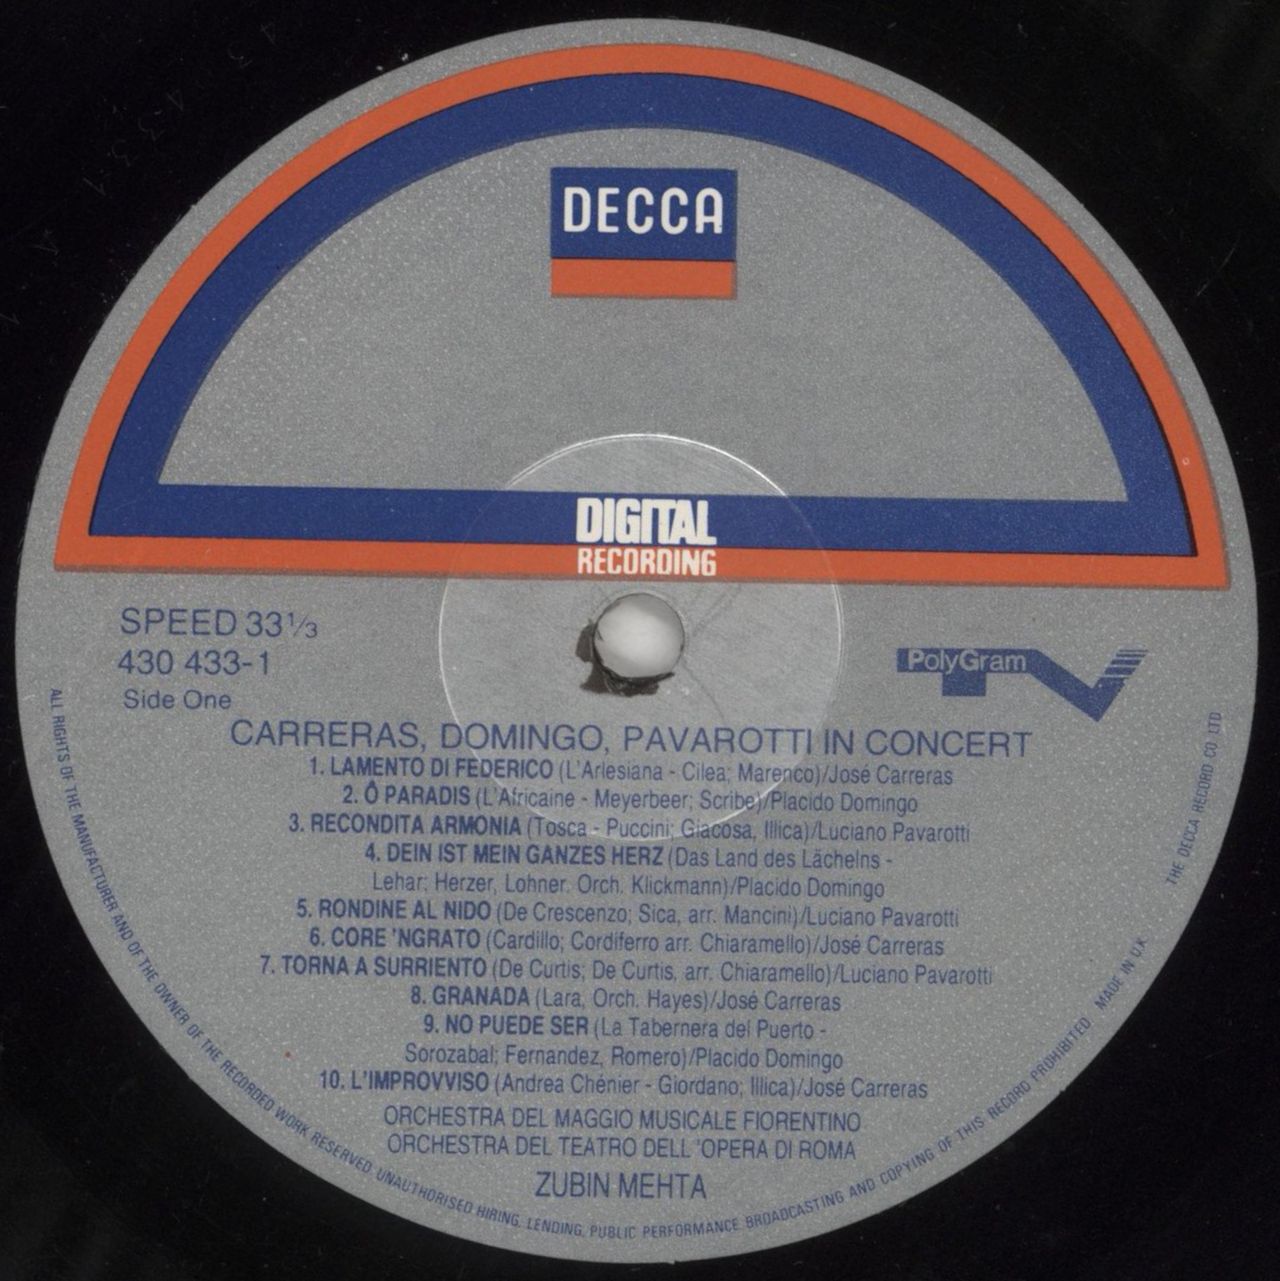 DECCA
DIGITAL
RECORDING
SPEED 33⅓
430 433-1
Side One
PolyGram
TV
CARRERAS, DOMINGO, PAVAROTTI IN CONCERT
1. LAMENTO DI FEDERICO (L'Arlesiana - Cilea; Marenco)/José Carreras
2. Ô PARADIS (L'Africaine - Meyerbeer; Scribe)/Placido Domingo
3. RECONDITA ARMONIA (Tosca - Puccini; Giacosa, Illica)/Luciano Pavarotti
4. DEIN IST MEIN GANZES HERZ (Das Land des Lächelns -
Lehar; Herzer, Lohner. Orch. Klickmann)/Placido Domingo
5. RONDINE AL NIDO (De Crescenzo; Sica, arr. Mancini)/Luciano Pavarotti
6. CORE 'NGRATO (Cardillo; Cordiferro arr. Chiaramello)/José Carreras
7. TORNA A SURRIENTO (De Curtis; De Curtis, arr. Chiaramello)/Luciano Pavarotti
8. GRANADA (Lara, Orch. Hayes)/José Carreras
9. NO PUEDE SER (La Tabernera del Puerto -
Sorozabal; Fernandez, Romero)/Placido Domingo
10. L'IMPROVVISO (Andrea Chénier - Giordano; Illica)/José Carreras
ORCHESTRA DEL MAGGIO MUSICALE FIORENTINO
ORCHESTRA DEL TEATRO DELL 'OPERA DI ROMA
ZUBIN MEHTA
ALL RIGHTS OF THE MANUFACTURER AND OF THE OWNER OF THE RECORDED WORK RESERVED. UNAUTHORISED HIRING, LENDING, PUBLIC PERFORMANCE BROADCASTING AND COPYING OF THIS RECORD PROHIBITED MADE IN U.K. THE DECCA RECORD CO. LTD